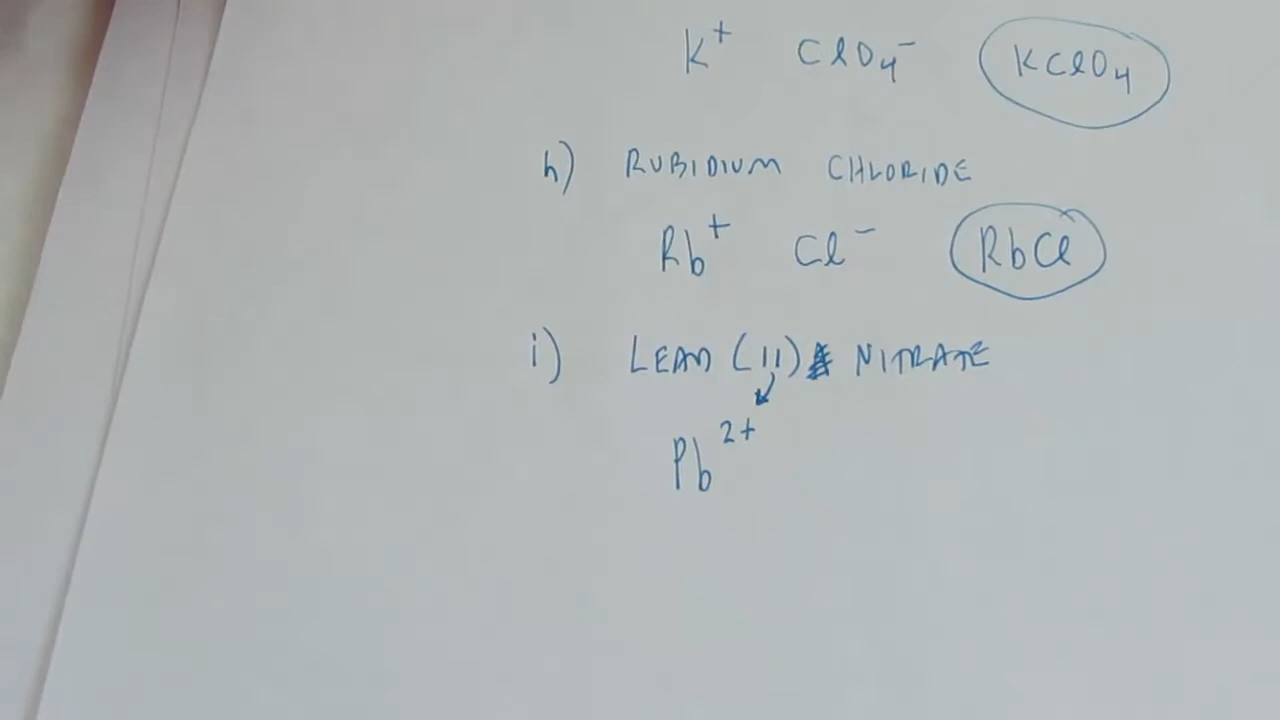 K⁺ ClO₄⁻ KClO₄
h) RUBIDIUM CHLORIDE
Rb⁺ Cl⁻ RbCl
i) LEAD (II) NITRATE
Pb²⁺